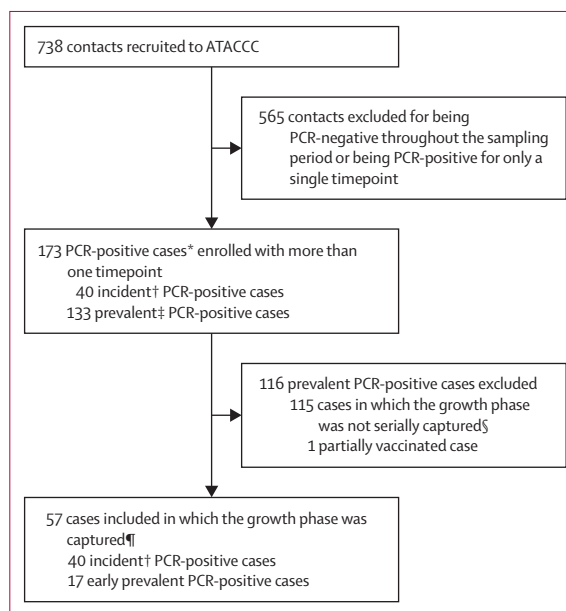 738 contacts recruited to ATACCC
565 contacts excluded for being
PCR-negative throughout the sampling
period or being PCR-positive for only a
single timepoint
173 PCR-positive cases* enrolled with more than
one timepoint
40 incident† PCR-positive cases
133 prevalent‡ PCR-positive cases
116 prevalent PCR-positive cases excluded
115 cases in which the growth phase
was not serially captured§
1 partially vaccinated case
57 cases included in which the growth phase was
captured¶
40 incident† PCR-positive cases
17 early prevalent PCR-positive cases